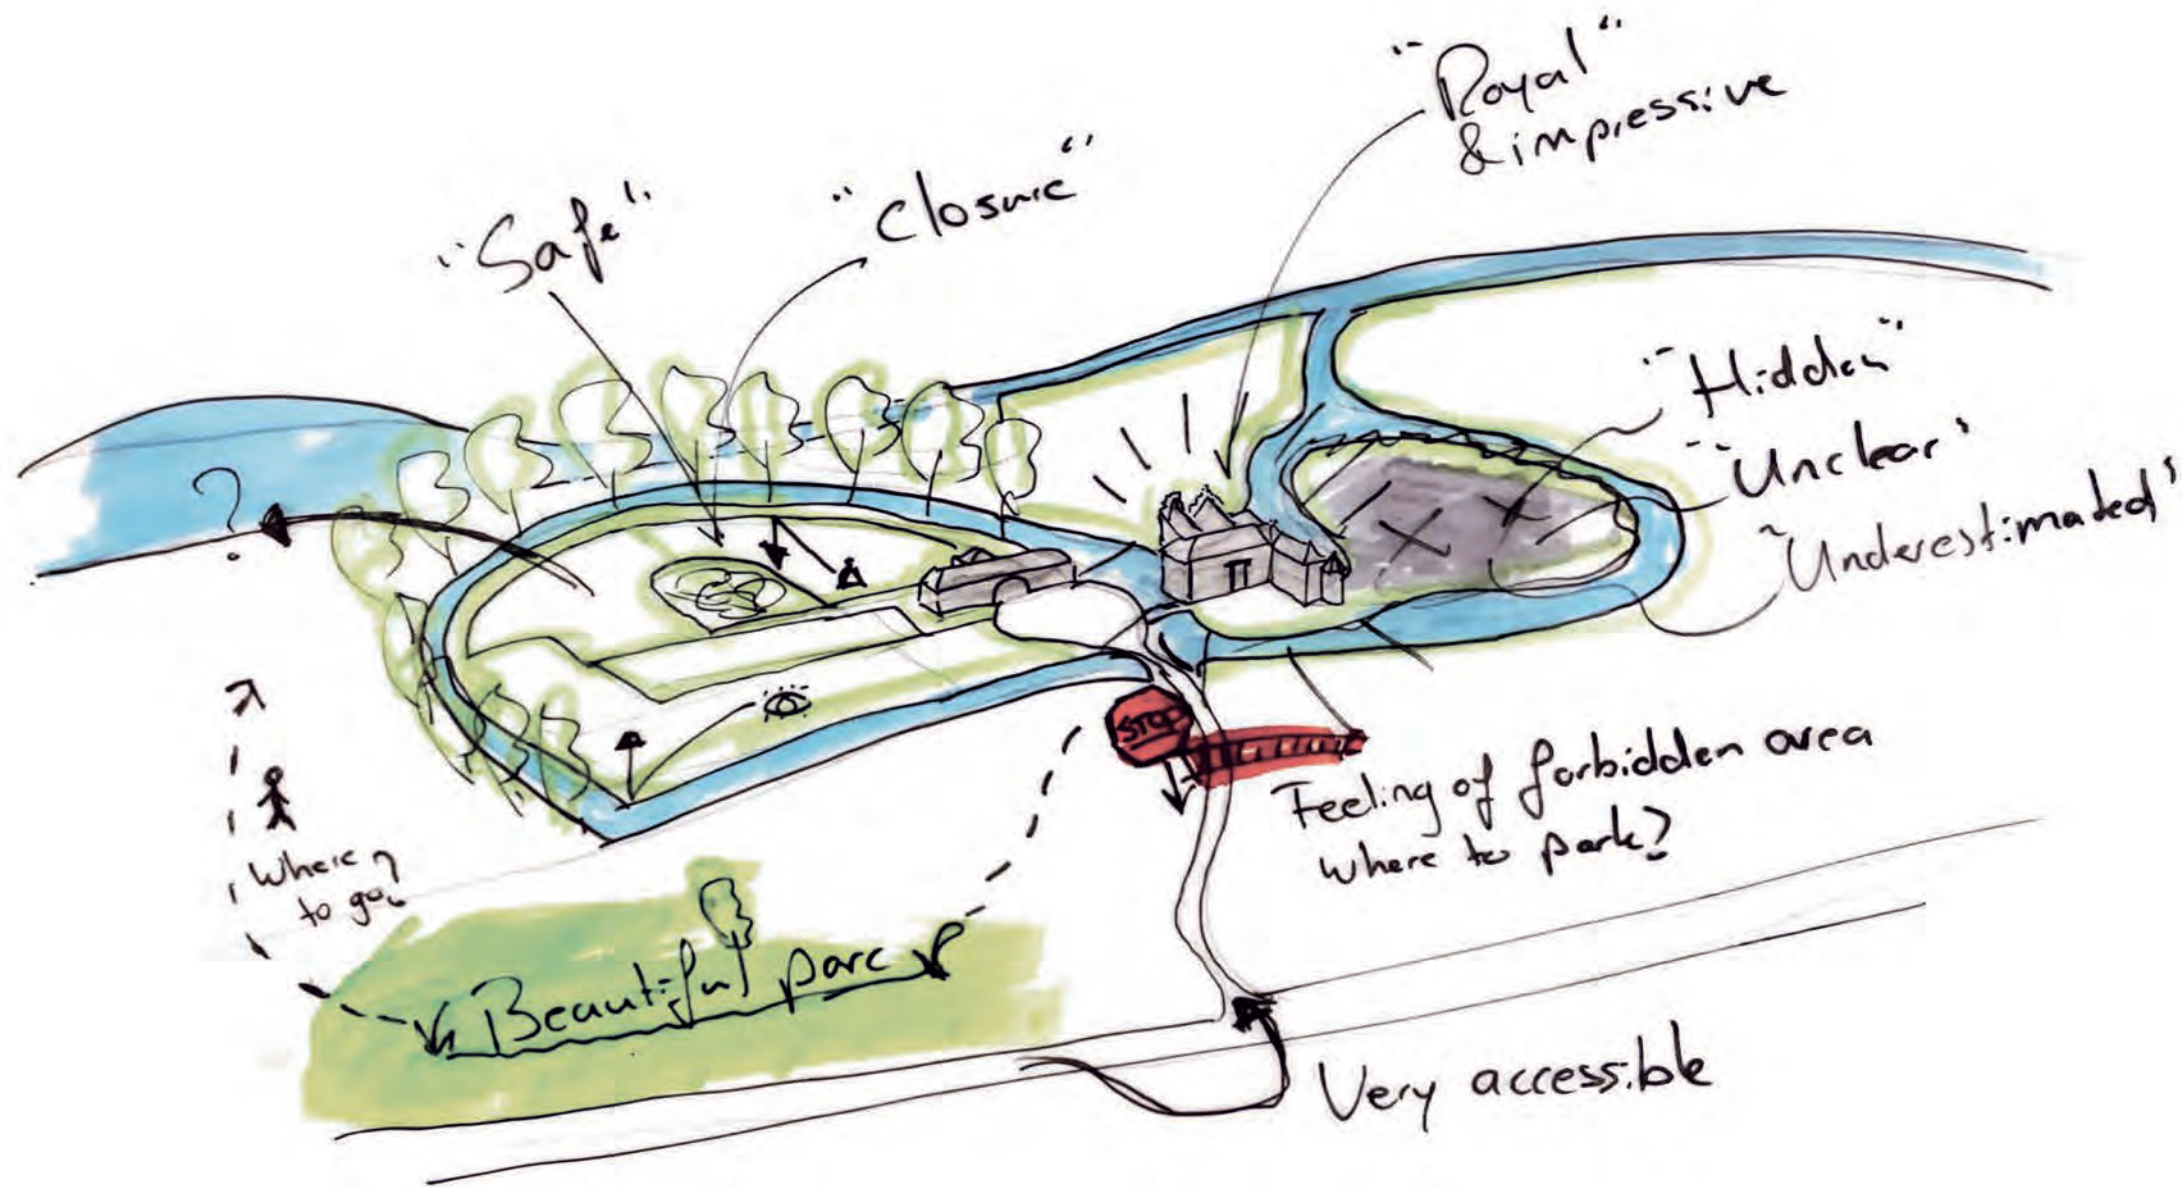 "Royal"
& impressive
"Safe"
"Closure"
"Hidden"
"Unclear"
"Underestimated"
?
STOP
Feeling of forbidden area
where to park?
Where
to go?
Beautiful parc
Very accessible